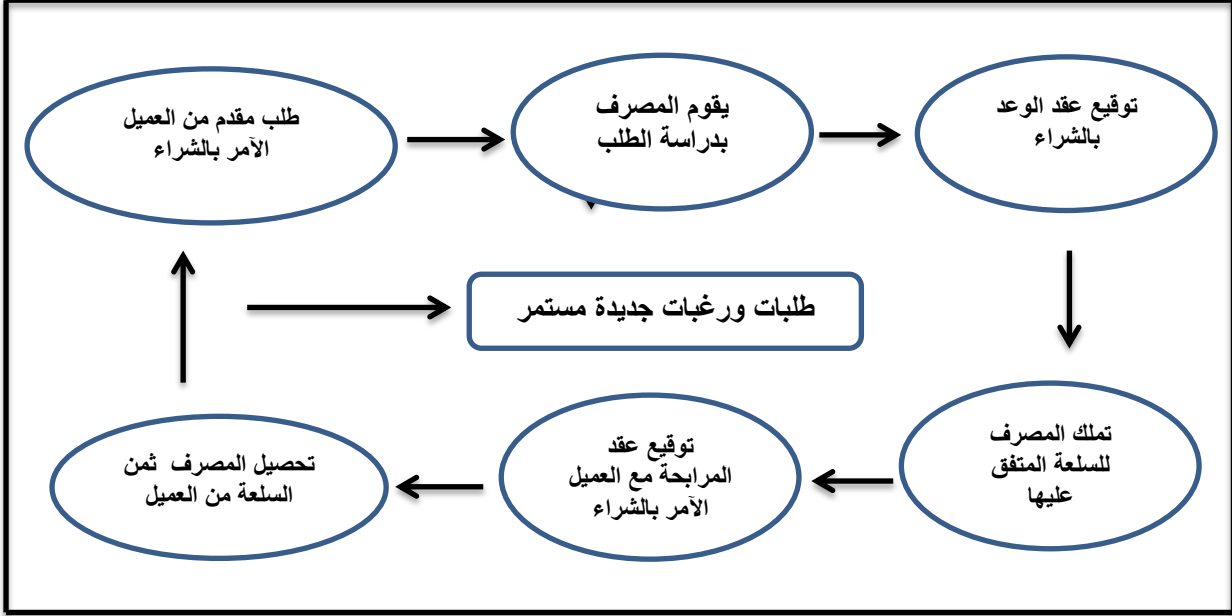 طلب مقدم من العميل
الآمر بالشراء
يقوم المصرف
بدراسة الطلب
توقيع عقد الوعد
بالشراء
طلبات ورغبات جديدة مستمر
تملك المصرف
للسلعة المتفق
عليها
توقيع عقد
المرابحة مع العميل
الآمر بالشراء
تحصيل المصرف ثمن
السلعة من العميل